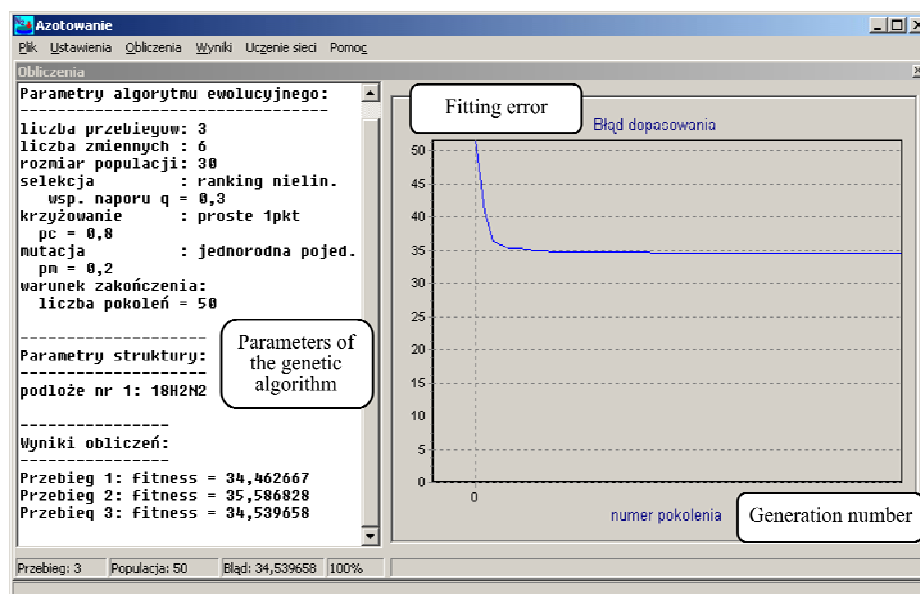 Azotowanie
Plik Ustawienia Obliczenia Wyniki Uczenie sieci Pomoc
Obliczenia
Parametry algorytmu ewolucyjnego:
---------------------------------
liczba przebiegów: 3
liczba zmiennych : 6
rozmiar populacji: 30
selekcja : ranking nielin.
wsp. naporu q = 0,3
krzyżowanie : proste 1pkt
pc = 0,8
mutacja : jednorodna pojed.
pm = 0,2
warunek zakończenia:
liczba pokoleń = 50
--------------------
Parametry struktury:
--------------------
podłoże nr 1: 18H2N2
----------------
Wyniki obliczeń:
----------------
Przebieg 1: fitness = 34,462667
Przebieg 2: fitness = 35,586828
Przebieg 3: fitness = 34,539658
Parameters of
the genetic
algorithm
Fitting error
Błąd dopasowania
50
45
40
35
30
25
20
15
10
5
0
0
numer pokolenia
Generation number
Przebieg: 3 Populacja: 50 Błąd: 34,539658 100%